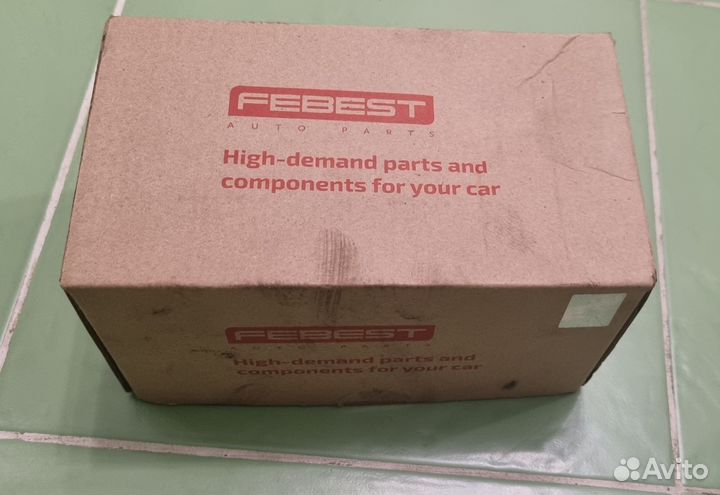 FEBEST
AUTO PARTS
High-demand parts and
components for your car
FEBEST
AUTO PARTS
High-demand parts and
components for your car
Avito